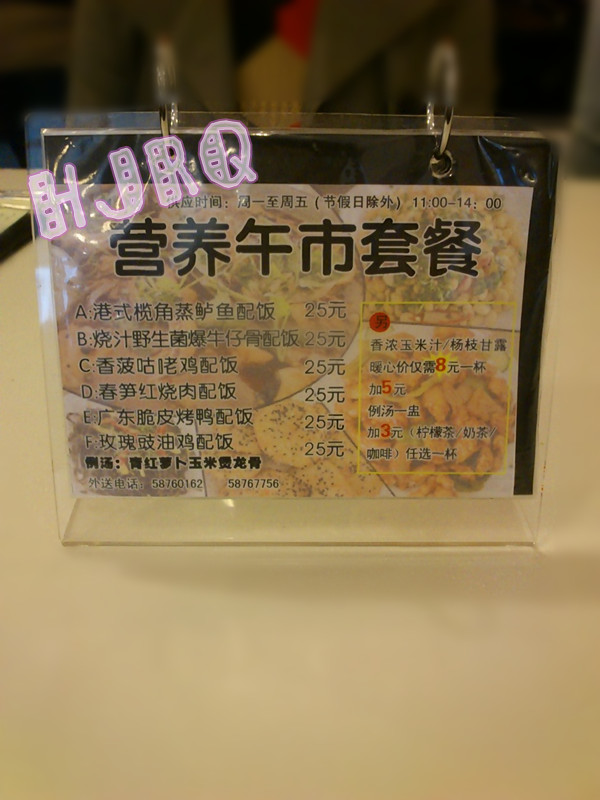 HJRQ
供应时间：周一至周五（节假日除外）11:00-14：00
营养午市套餐
A:港式榄角蒸鲈鱼配饭 25元
B:烧汁野生菌爆牛仔骨配饭 25元
C:香菠咕咾鸡配饭 25元
D:春笋红烧肉配饭 25元
E:广东脆皮烤鸭配饭 25元
F:玫瑰豉油鸡配饭 25元
例汤：青红萝卜玉米煲龙骨
外送电话：58760162 58767756
另
香浓玉米汁/杨枝甘露
暖心价仅需8元一杯
加5元
例汤一盅
加3元（柠檬茶/奶茶/
咖啡）任选一杯